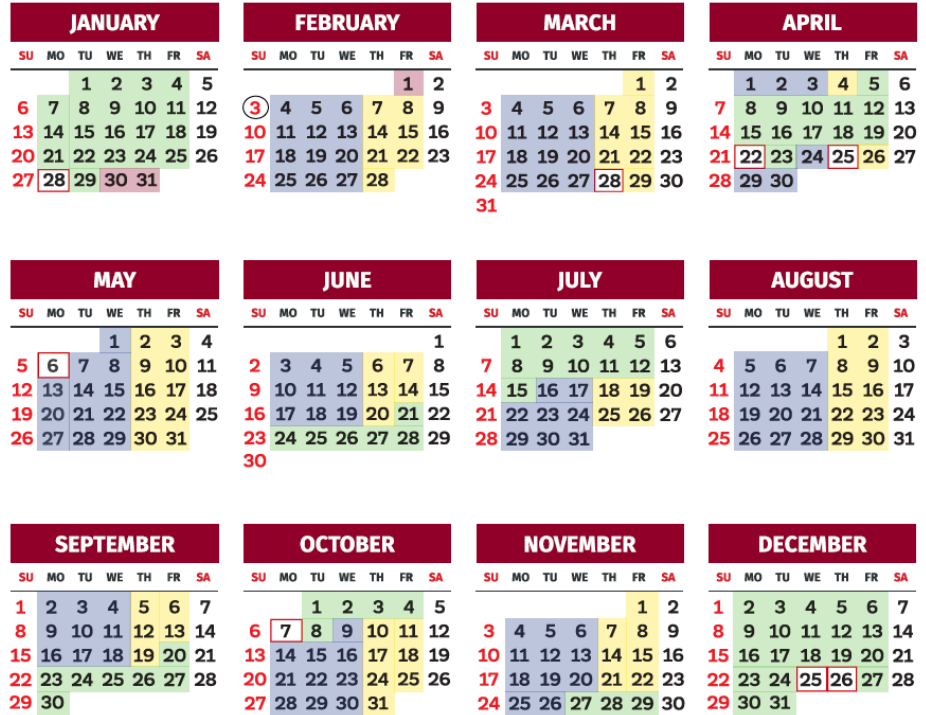 JANUARY
SU MO TU WE TH FR SA
1 2 3 4 5
6 7 8 9 10 11 12
13 14 15 16 17 18 19
20 21 22 23 24 25 26
27 28 29 30 31
FEBRUARY
SU MO TU WE TH FR SA
1 2
3 4 5 6 7 8 9
10 11 12 13 14 15 16
17 18 19 20 21 22 23
24 25 26 27 28
MARCH
SU MO TU WE TH FR SA
1 2
3 4 5 6 7 8 9
10 11 12 13 14 15 16
17 18 19 20 21 22 23
24 25 26 27 28 29 30
31
APRIL
SU MO TU WE TH FR SA
1 2 3 4 5 6
7 8 9 10 11 12 13
14 15 16 17 18 19 20
21 22 23 24 25 26 27
28 29 30
MAY
SU MO TU WE TH FR SA
1 2 3 4
5 6 7 8 9 10 11
12 13 14 15 16 17 18
19 20 21 22 23 24 25
26 27 28 29 30 31
JUNE
SU MO TU WE TH FR SA
1
2 3 4 5 6 7 8
9 10 11 12 13 14 15
16 17 18 19 20 21 22
23 24 25 26 27 28 29
30
JULY
SU MO TU WE TH FR SA
1 2 3 4 5 6
7 8 9 10 11 12 13
14 15 16 17 18 19 20
21 22 23 24 25 26 27
28 29 30 31
AUGUST
SU MO TU WE TH FR SA
1 2 3
4 5 6 7 8 9 10
11 12 13 14 15 16 17
18 19 20 21 22 23 24
25 26 27 28 29 30 31
SEPTEMBER
SU MO TU WE TH FR SA
1 2 3 4 5 6 7
8 9 10 11 12 13 14
15 16 17 18 19 20 21
22 23 24 25 26 27 28
29 30
OCTOBER
SU MO TU WE TH FR SA
1 2 3 4 5
6 7 8 9 10 11 12
13 14 15 16 17 18 19
20 21 22 23 24 25 26
27 28 29 30 31
NOVEMBER
SU MO TU WE TH FR SA
1 2
3 4 5 6 7 8 9
10 11 12 13 14 15 16
17 18 19 20 21 22 23
24 25 26 27 28 29 30
DECEMBER
SU MO TU WE TH FR SA
1 2 3 4 5 6 7
8 9 10 11 12 13 14
15 16 17 18 19 20 21
22 23 24 25 26 27 28
29 30 31